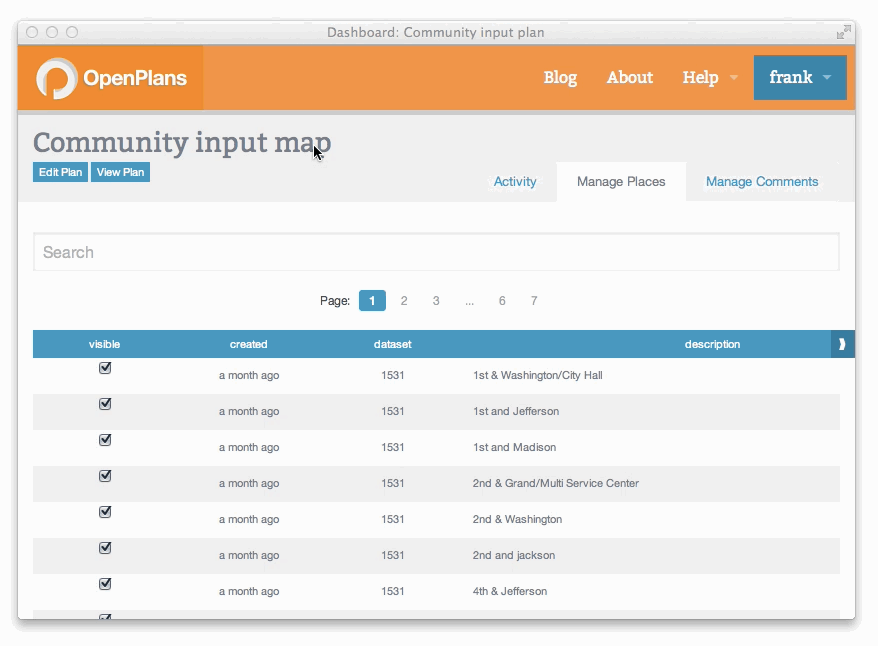 Dashboard: Community input plan
OpenPlans Blog About Help frank
Community input map
Edit Plan View Plan
Activity Manage Places Manage Comments
Search
Page: 1 2 3 ... 6 7
visible created dataset description
a month ago 1531 1st & Washington/City Hall
a month ago 1531 1st and Jefferson
a month ago 1531 1st and Madison
a month ago 1531 2nd & Grand/Multi Service Center
a month ago 1531 2nd & Washington
a month ago 1531 2nd and jackson
a month ago 1531 4th & Jefferson